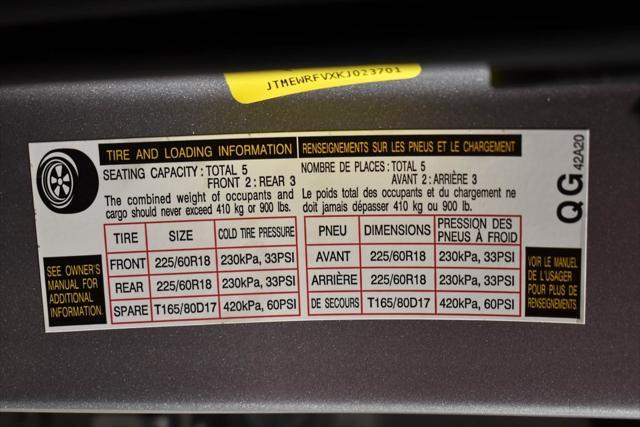 JTMEWRFVXKJ023701
TIRE AND LOADING INFORMATION
SEATING CAPACITY : TOTAL 5
FRONT 2 : REAR 3
The combined weight of occupants and
cargo should never exceed 410 kg or 900 lbs.
RENSEIGNEMENTS SUR LES PNEUS ET LE CHARGEMENT
NOMBRE DE PLACES : TOTAL 5
AVANT 2 : ARRIÈRE 3
Le poids total des occupants et du chargement ne
doit jamais dépasser 410 kg ou 900 lb.
QG 42A20
SEE OWNER'S
MANUAL FOR
ADDITIONAL
INFORMATION.
TIRE SIZE COLD TIRE PRESSURE
FRONT 225/60R18 230kPa, 33PSI
REAR 225/60R18 230kPa, 33PSI
SPARE T165/80D17 420kPa, 60PSI
PNEU DIMENSIONS PRESSION DES
PNEUS À FROID
AVANT 225/60R18 230kPa, 33PSI
ARRIÈRE 225/60R18 230kPa, 33PSI
DE SECOURS T165/80D17 420kPa, 60PSI
VOIR LE MANUEL
DE L'USAGER
POUR PLUS DE
RENSEIGNEMENTS